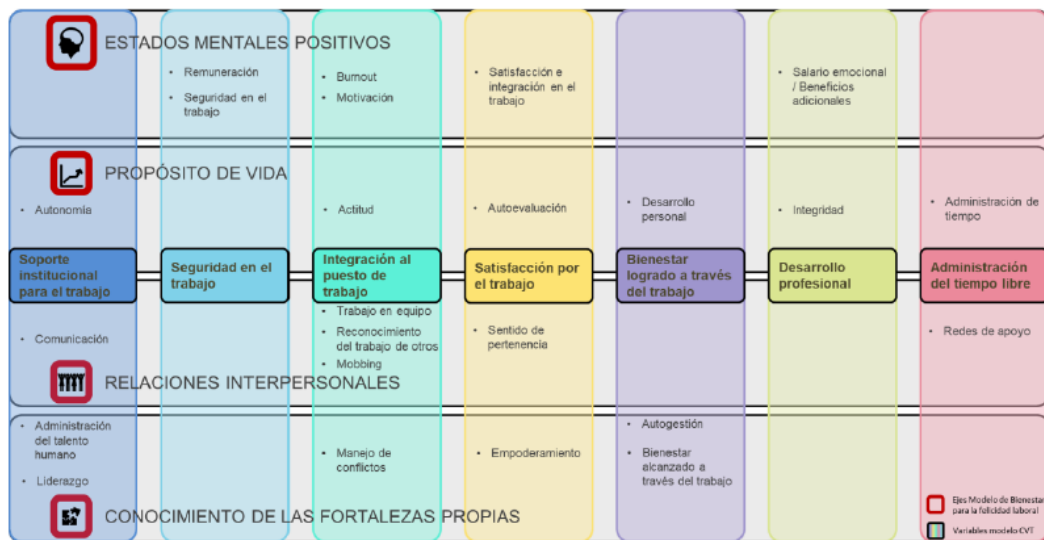 ESTADOS MENTALES POSITIVOS
• Remuneración
• Seguridad en el
trabajo
• Burnout
• Motivación
• Satisfacción e
integración en el
trabajo
• Salario emocional
/ Beneficios
adicionales
PROPÓSITO DE VIDA
• Autonomía
• Actitud
• Autoevaluación
• Desarrollo
personal
• Integridad
• Administración de
tiempo
Soporte
institucional
para el trabajo
Seguridad en el
trabajo
Integración al
puesto de
trabajo
Satisfacción por
el trabajo
Bienestar
logrado a través
del trabajo
Desarrollo
profesional
Administración
del tiempo libre
• Comunicación
• Trabajo en equipo
• Reconocimiento
del trabajo de otros
• Mobbing
• Sentido de
pertenencia
• Redes de apoyo
RELACIONES INTERPERSONALES
• Administración
del talento
humano
• Liderazgo
• Manejo de
conflictos
• Empoderamiento
• Autogestión
• Bienestar
alcanzado a
través del trabajo
CONOCIMIENTO DE LAS FORTALEZAS PROPIAS
Ejes Modelo de Bienestar
para la felicidad laboral
Variables modelo CVT